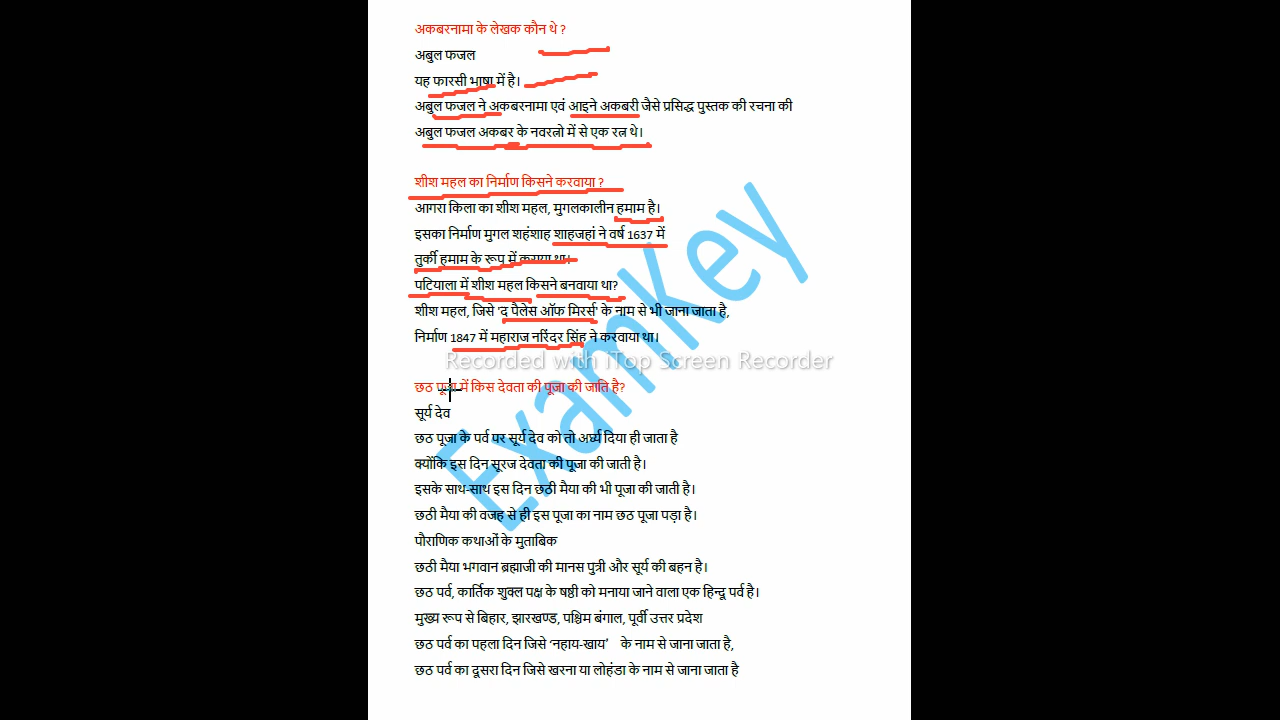 अकबरनामा के लेखक कौन थे ?
अबुल फजल
यह फारसी भाषा में है।
अबुल फजल ने अकबरनामा एवं आइने अकबरी जैसे प्रसिद्ध पुस्तक की रचना की
अबुल फजल अकबर के नवरत्नो में से एक रत्न थे।
शीश महल का निर्माण किसने करवाया ?
आगरा किला का शीश महल, मुगलकालीन हमाम है।
इसका निर्माण मुगल शहंशाह शाहजहां ने वर्ष 1637 में
तुर्की हमाम के रूप में कराया था।
पटियाला में शीश महल किसने बनवाया था?
शीश महल, जिसे 'द पैलेस ऑफ मिरर्स' के नाम से भी जाना जाता है,
निर्माण 1847 में महाराज नरिंदर सिंह ने करवाया था।
Recorded with iTop Screen Recorder
छठ पूजा में किस देवता की पूजा की जाति है?
सूर्य देव
छठ पूजा के पर्व पर सूर्य देव को तो अर्घ्य दिया ही जाता है
क्योंकि इस दिन सूरज देवता की पूजा की जाती है।
इसके साथ-साथ इस दिन छठी मैया की भी पूजा की जाती है।
छठी मैया की वजह से ही इस पूजा का नाम छठ पूजा पड़ा है।
पौराणिक कथाओं के मुताबिक
छठी मैया भगवान ब्रह्माजी की मानस पुत्री और सूर्य की बहन है।
छठ पर्व, कार्तिक शुक्ल पक्ष के षष्ठी को मनाया जाने वाला एक हिन्दू पर्व है।
मुख्य रूप से बिहार, झारखण्ड, पश्चिम बंगाल, पूर्वी उत्तर प्रदेश
छठ पर्व का पहला दिन जिसे ‘नहाय-खाय’ के नाम से जाना जाता है,
छठ पर्व का दूसरा दिन जिसे खरना या लोहंडा के नाम से जाना जाता है
ExamKey